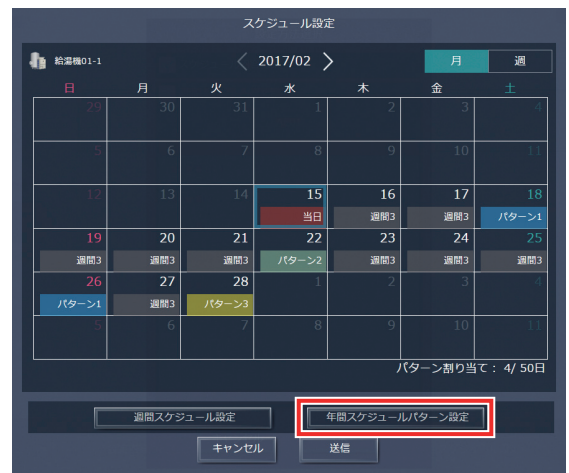 スケジュール設定
給湯機01-1
< 2017/02 >
月 週
日 月 火 水 木 金 土
29 30 31 1 2 3 4
5 6 7 8 9 10 11
12 13 14 15 16 17 18
当日 週間3 週間3 パターン1
19 20 21 22 23 24 25
週間3 週間3 週間3 パターン2 週間3 週間3 週間3
26 27 28 1 2 3 4
パターン1 週間3 パターン3
5 6 7 8 9 10 11
パターン割り当て： 4/ 50日
週間スケジュール設定 年間スケジュールパターン設定
キャンセル 送信